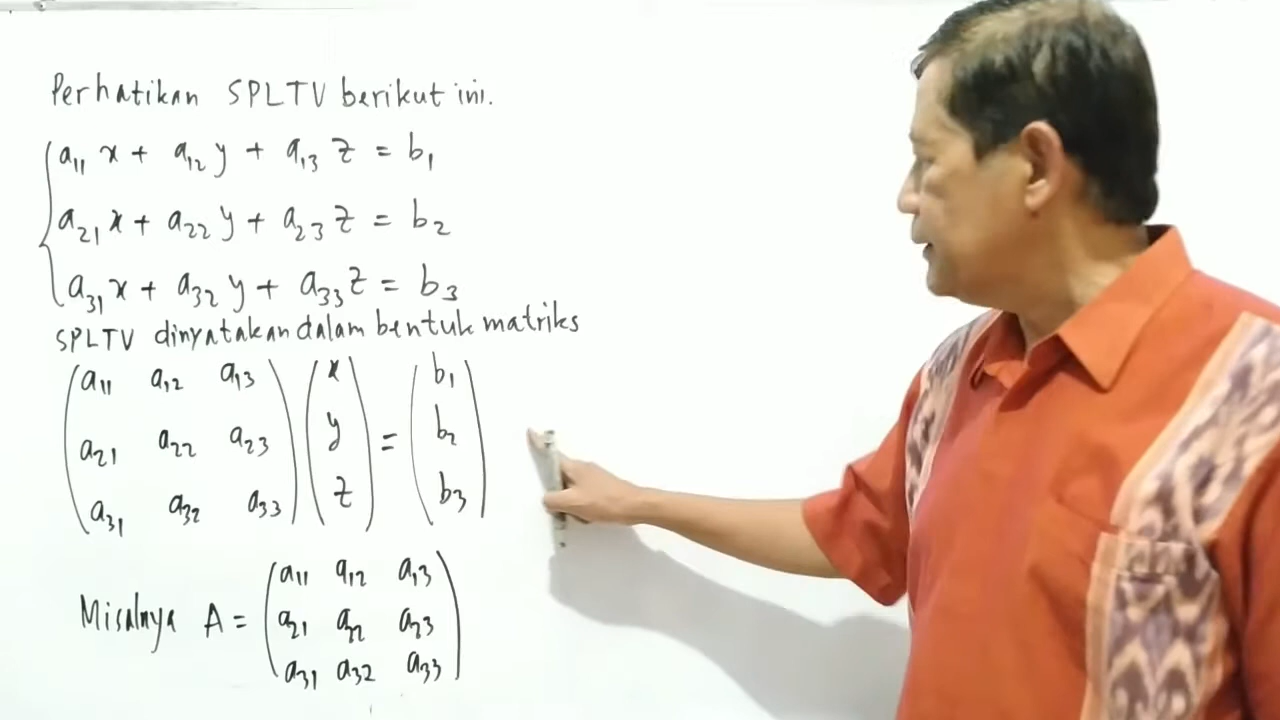 Perhatikan SPLTV berikut ini.
a11 x + a12 y + a13 z = b1
a21 x + a22 y + a23 z = b2
a31 x + a32 y + a33 z = b3
SPLTV dinyatakan dalam bentuk matriks
a11 a12 a13 x b1
a21 a22 a23 y = b2
a31 a32 a33 z b3
a11 a12 a13
Misalnya A = a21 a22 a23
a31 a32 a33